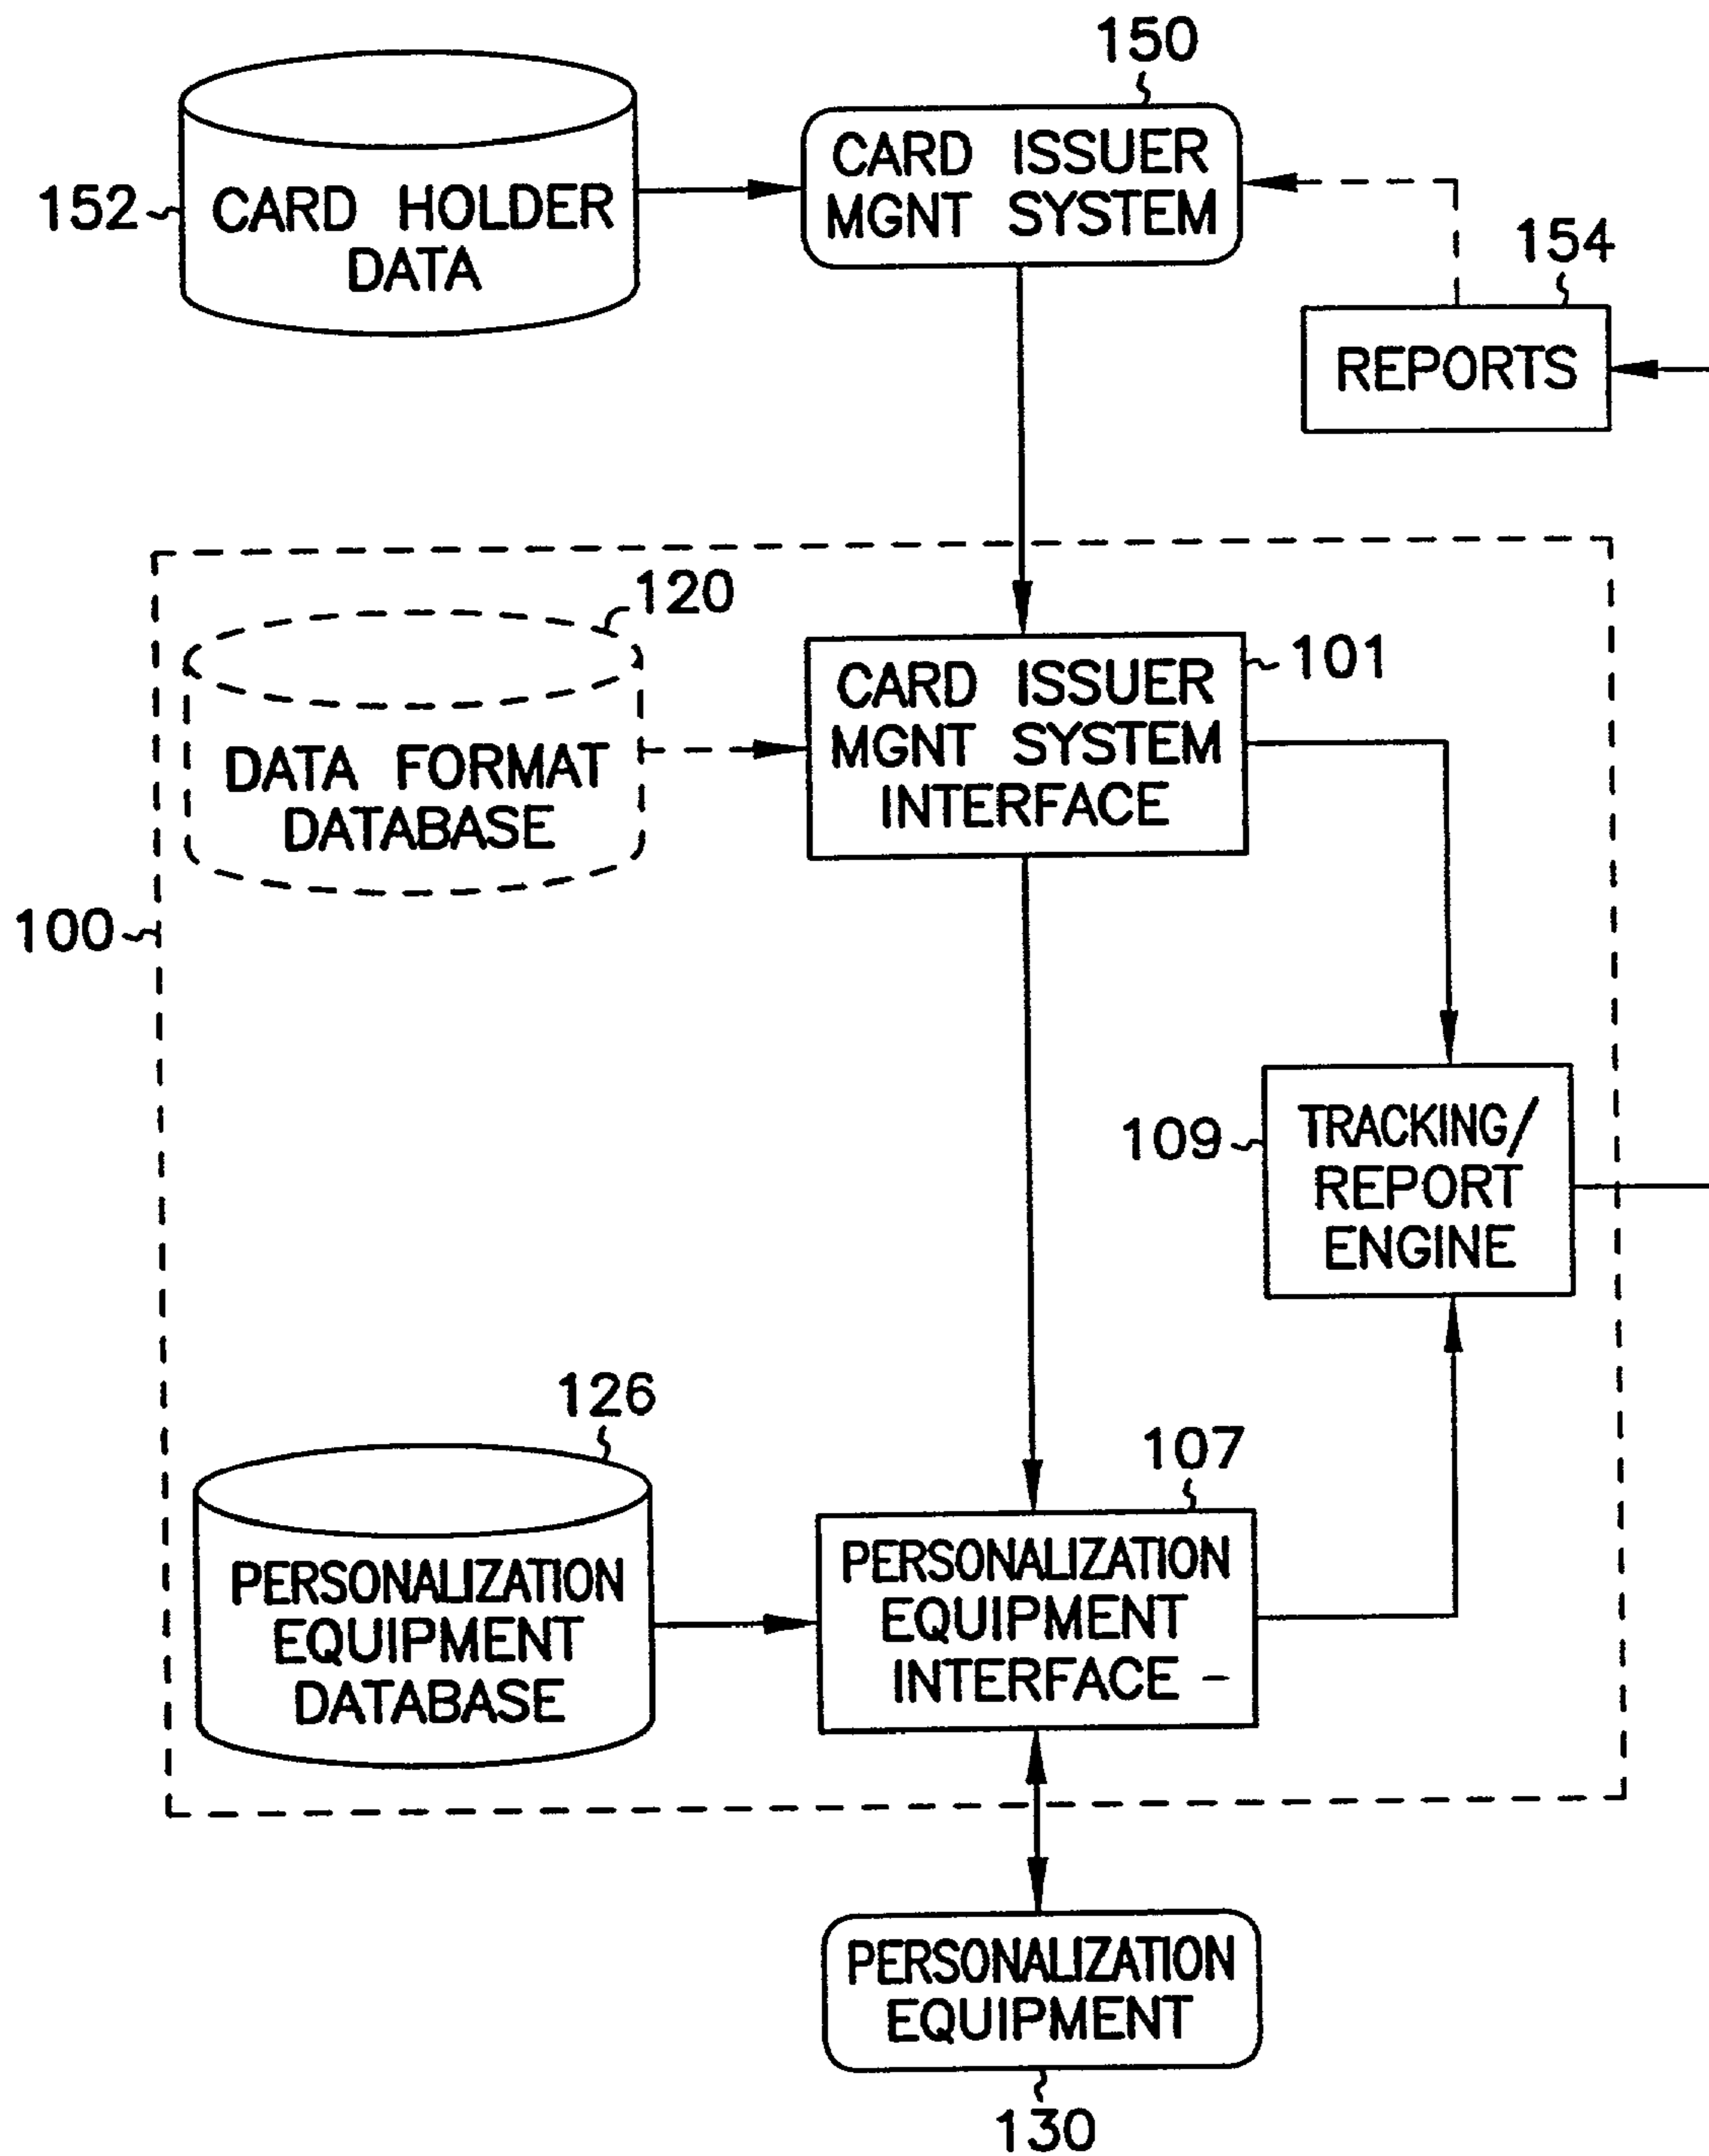 150
CARD ISSUER
MGNT SYSTEM
152
CARD HOLDER
DATA
154
REPORTS
120
DATA FORMAT
DATABASE
101
CARD ISSUER
MGNT SYSTEM
INTERFACE
100
109
TRACKING/
REPORT
ENGINE
126
PERSONALIZATION
EQUIPMENT
DATABASE
107
PERSONALIZATION
EQUIPMENT
INTERFACE -
PERSONALIZATION
EQUIPMENT
130